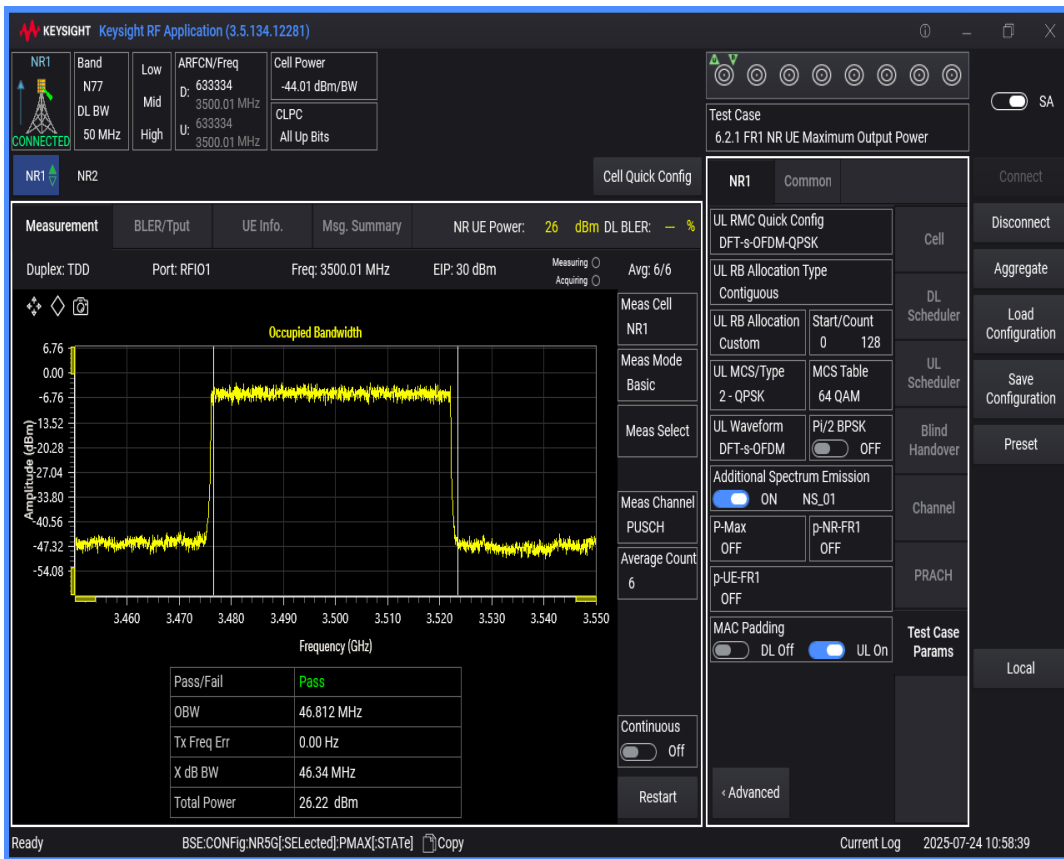 KEYSIGHT Keysight RF Application (3.5.134.12281)
NR1
CONNECTED
Band
N77
DL BW
50 MHz
Low
Mid
High
ARFCN/Freq
D: 633334
3500.01 MHz
U: 633334
3500.01 MHz
Cell Power
-44.01 dBm/BW
CLPC
All Up Bits
Test Case
6.2.1 FR1 NR UE Maximum Output Power
SA
NR1 NR2
Cell Quick Config
Measurement BLER/Tput UE Info. Msg. Summary NR UE Power: 26 dBm DL BLER: — %
Duplex: TDD Port: RFIO1 Freq: 3500.01 MHz EIP: 30 dBm Measuring Acquiring Avg: 6/6
Occupied Bandwidth
Amplitude (dBm)
6.76
0.00
-6.76
-13.52
-20.28
-27.04
-33.80
-40.56
-47.32
-54.08
3.460 3.470 3.480 3.490 3.500 3.510 3.520 3.530 3.540 3.550
Frequency (GHz)
Pass/Fail Pass
OBW 46.812 MHz
Tx Freq Err 0.00 Hz
X dB BW 46.34 MHz
Total Power 26.22 dBm
Meas Cell
NR1
Meas Mode
Basic
Meas Select
Meas Channel
PUSCH
Average Count
6
Continuous
Off
Restart
NR1 Common
UL RMC Quick Config
DFT-s-OFDM-QPSK
UL RB Allocation Type
Contiguous
UL RB Allocation
Custom
Start/Count
0 128
UL MCS/Type
2 - QPSK
MCS Table
64 QAM
UL Waveform
DFT-s-OFDM
Pi/2 BPSK
OFF
Additional Spectrum Emission
ON NS_01
P-Max
OFF
p-NR-FR1
OFF
p-UE-FR1
OFF
MAC Padding
DL Off UL On
‹ Advanced
Cell
DL
Scheduler
UL
Scheduler
Blind
Handover
Channel
PRACH
Test Case
Params
Connect
Disconnect
Aggregate
Load
Configuration
Save
Configuration
Preset
Local
Ready BSE:CONFig:NR5G[:SELected]:PMAX[:STATe] Copy Current Log 2025-07-24 10:58:39